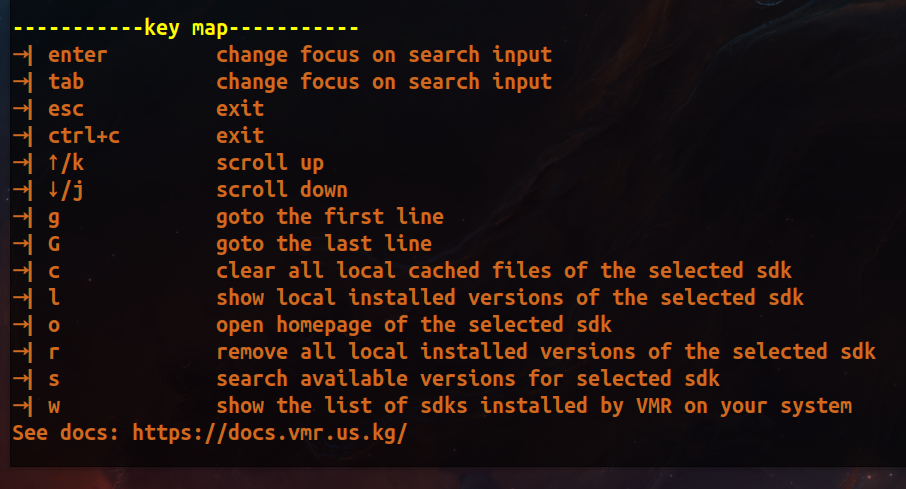 -----------key map-----------
→| enter         change focus on search input
→| tab           change focus on search input
→| esc           exit
→| ctrl+c        exit
→| ↑/k           scroll up
→| ↓/j           scroll down
→| g             goto the first line
→| G             goto the last line
→| c             clear all local cached files of the selected sdk
→| l             show local installed versions of the selected sdk
→| o             open homepage of the selected sdk
→| r             remove all local installed versions of the selected sdk
→| s             search available versions for selected sdk
→| w             show the list of sdks installed by VMR on your system
See docs: https://docs.vmr.us.kg/